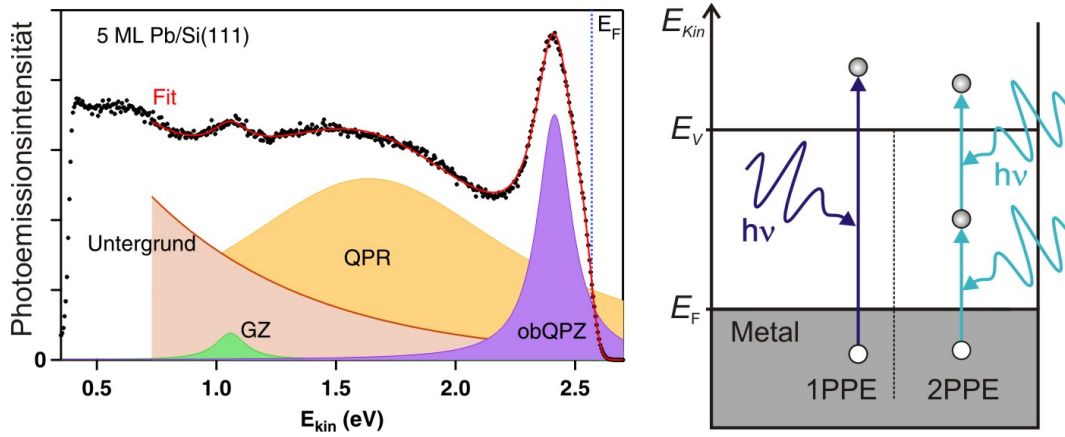 Photoemissionsintensität
5 ML Pb/Si(111)
E_F
Fit
Untergrund
QPR
GZ
obQPZ
0
0.5 1.0 1.5 2.0 2.5
E_kin (eV)
E_Kin
E_V
hν
hν
E_F
Metal
1PPE 2PPE